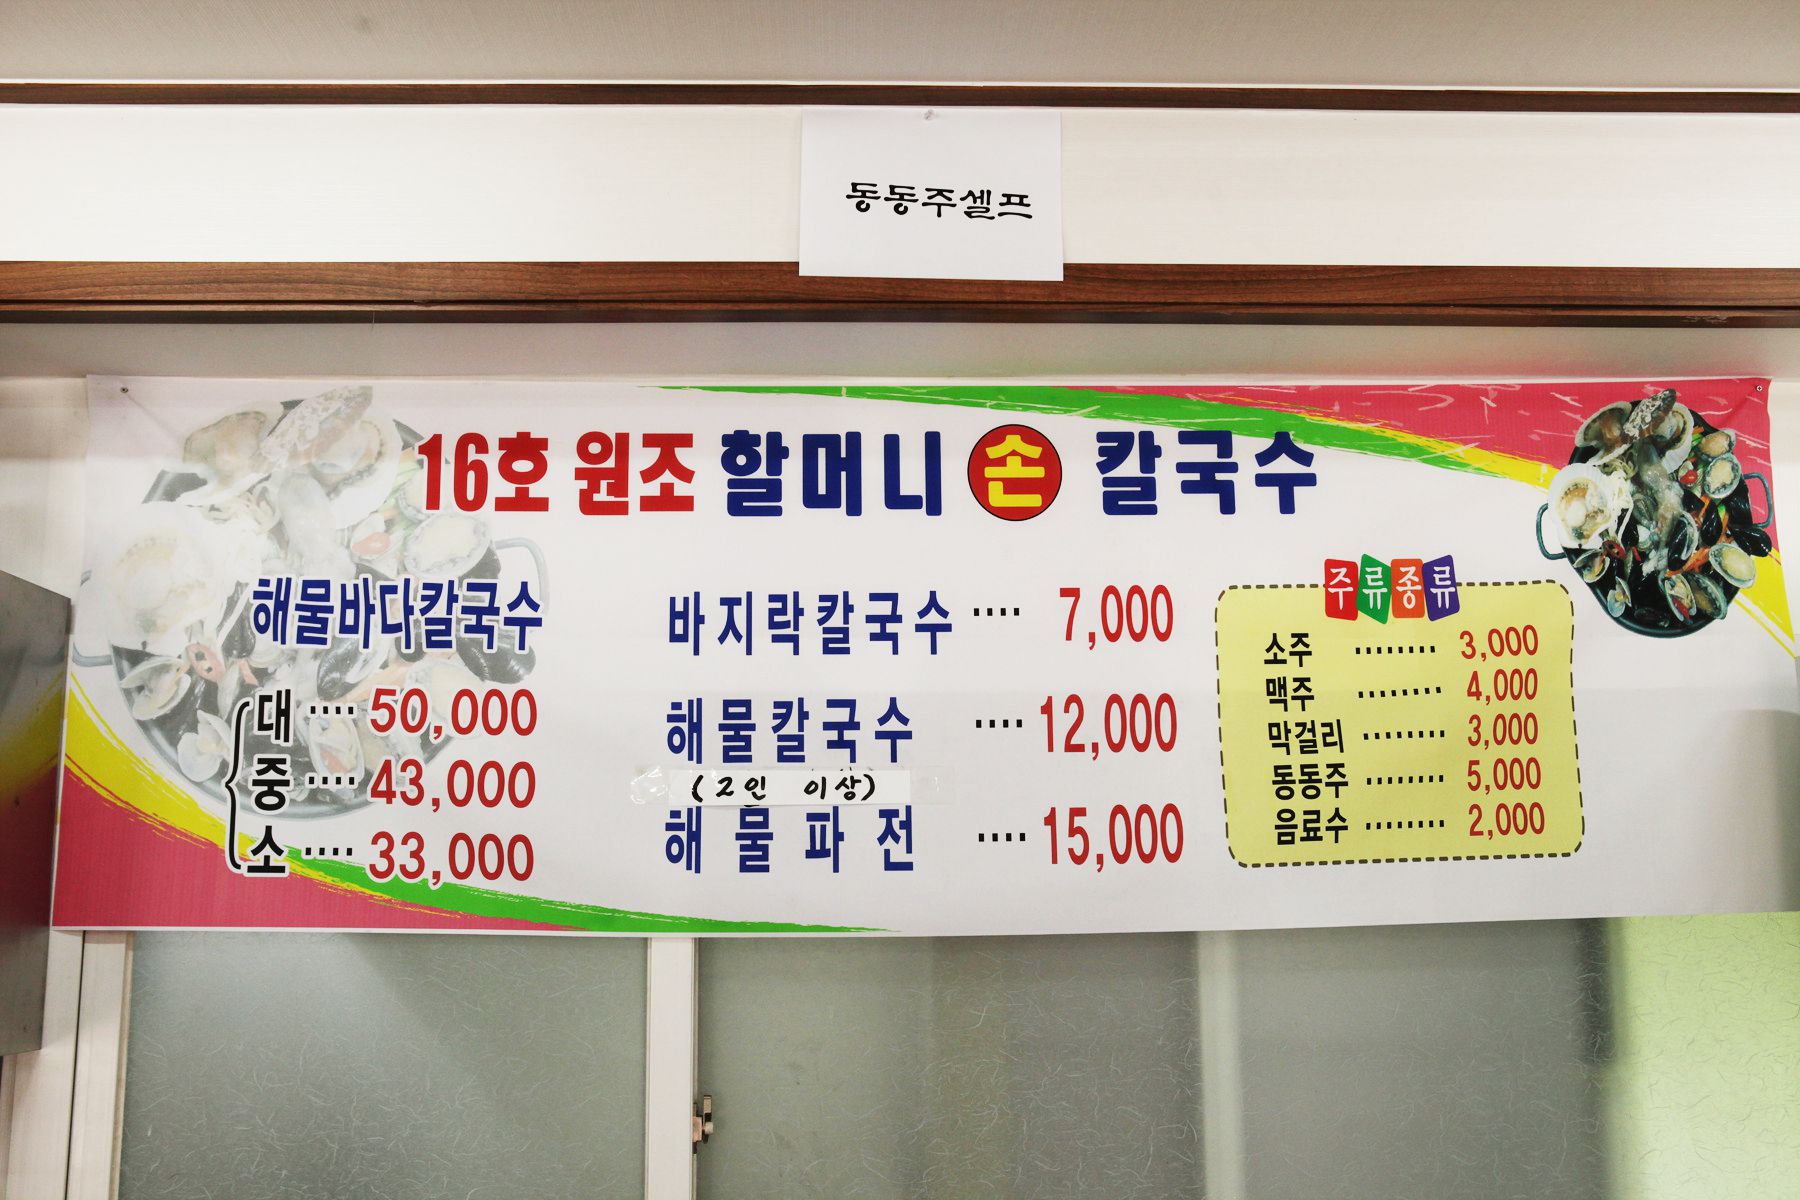 동동주셀프
16호 원조 할머니 손 칼국수
해물바다칼국수
대 ···· 50,000
중 ···· 43,000
소 ···· 33,000
바지락칼국수 ···· 7,000
해물칼국수 ···· 12,000
(2인 이상)
해물파전 ···· 15,000
주류종류
소주 ········ 3,000
맥주 ········ 4,000
막걸리 ········ 3,000
동동주 ········ 5,000
음료수 ········ 2,000